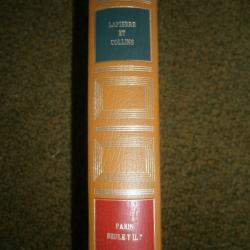 LAPIERRE
ET
COLLINS
PARIS
BRULE T IL ?